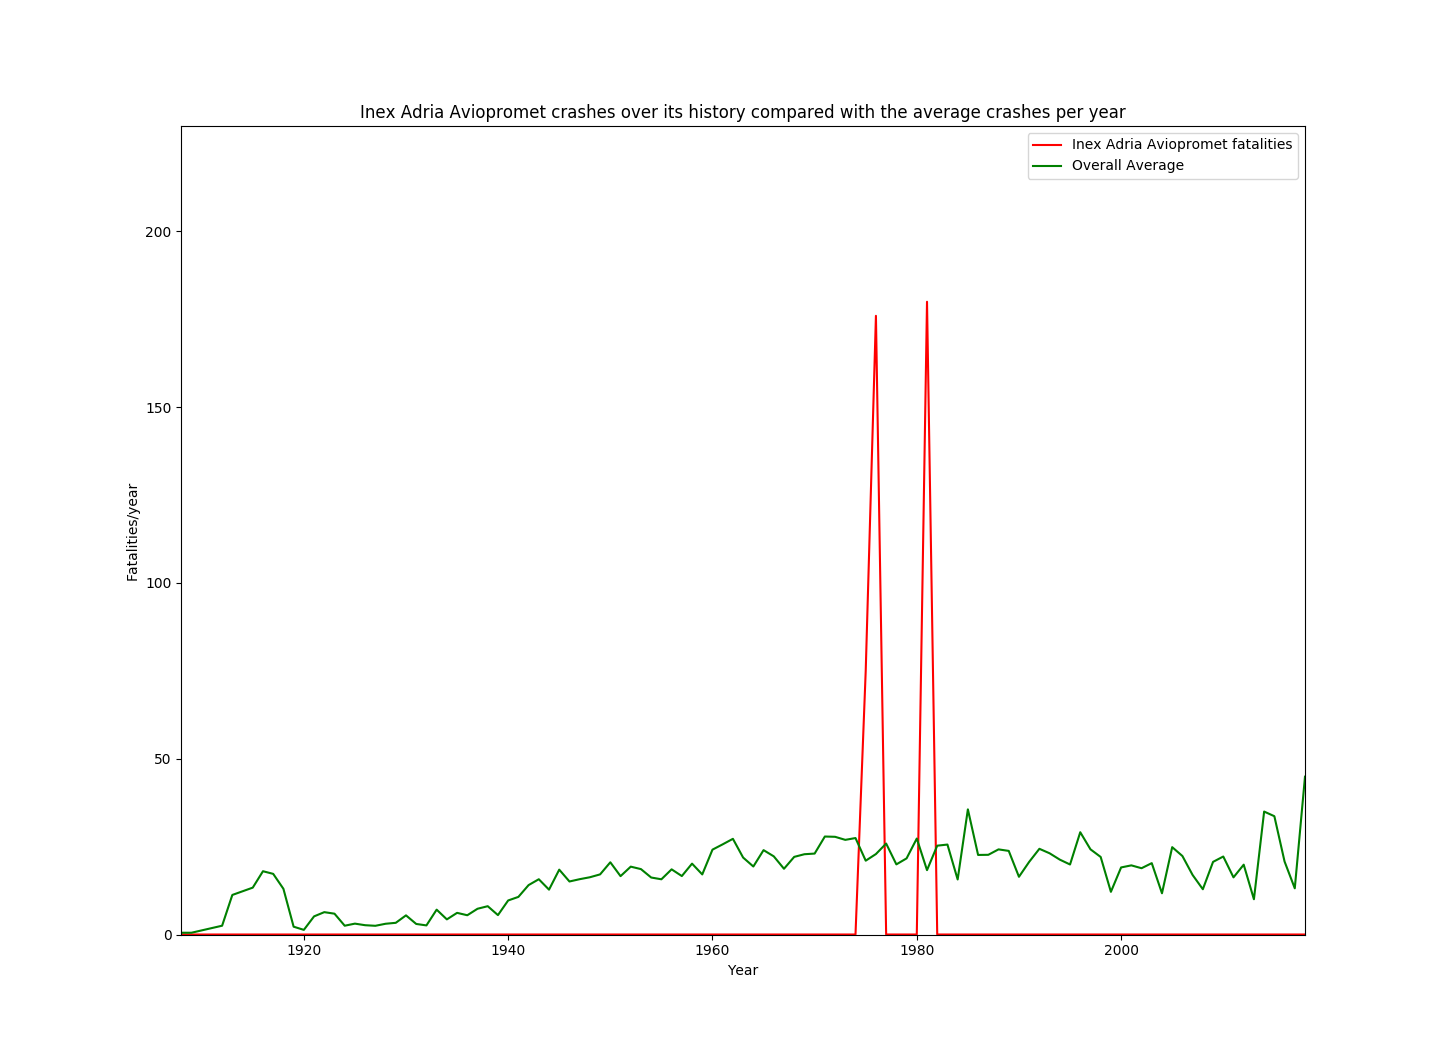 Inex Adria Aviopromet crashes over its history compared with the average crashes per year
Inex Adria Aviopromet fatalities
Overall Average
200
150
100
50
0
Fatalities/year
1920
1940
1960
1980
2000
Year